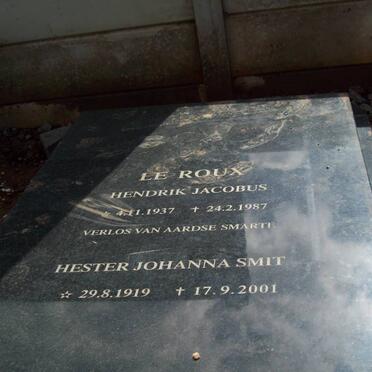 LE ROUX
HENDRIK JACOBUS
☆ 4.11.1937 ✝ 24.2.1987
VERLOS VAN AARDSE SMARTE
HESTER JOHANNA SMIT
☆ 29.8.1919 ✝ 17.9.2001